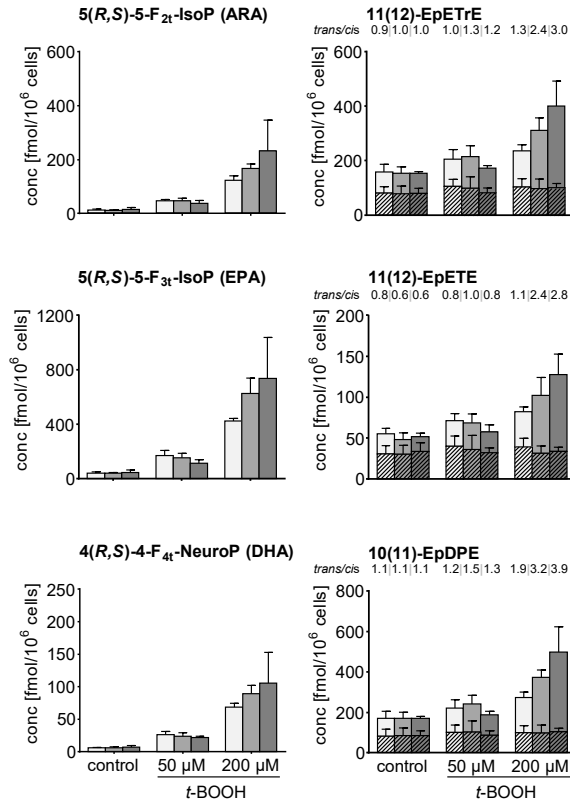 5(R,S)-5-F2t-IsoP (ARA)
conc [fmol/10^6 cells]
600
400
200
0
11(12)-EpETrE
trans/cis 0.9|1.0|1.0 1.0|1.3|1.2 1.3|2.4|3.0
conc [fmol/10^6 cells]
600
400
200
0
5(R,S)-5-F3t-IsoP (EPA)
conc [fmol/10^6 cells]
1200
800
400
0
11(12)-EpETE
trans/cis 0.8|0.6|0.6 0.8|1.0|0.8 1.1|2.4|2.8
conc [fmol/10^6 cells]
200
150
100
50
0
4(R,S)-4-F4t-NeuroP (DHA)
conc [fmol/10^6 cells]
250
200
150
100
50
0
control 50 µM 200 µM
t-BOOH
10(11)-EpDPE
trans/cis 1.1|1.1|1.1 1.2|1.5|1.3 1.9|3.2|3.9
conc [fmol/10^6 cells]
800
600
400
200
0
control 50 µM 200 µM
t-BOOH